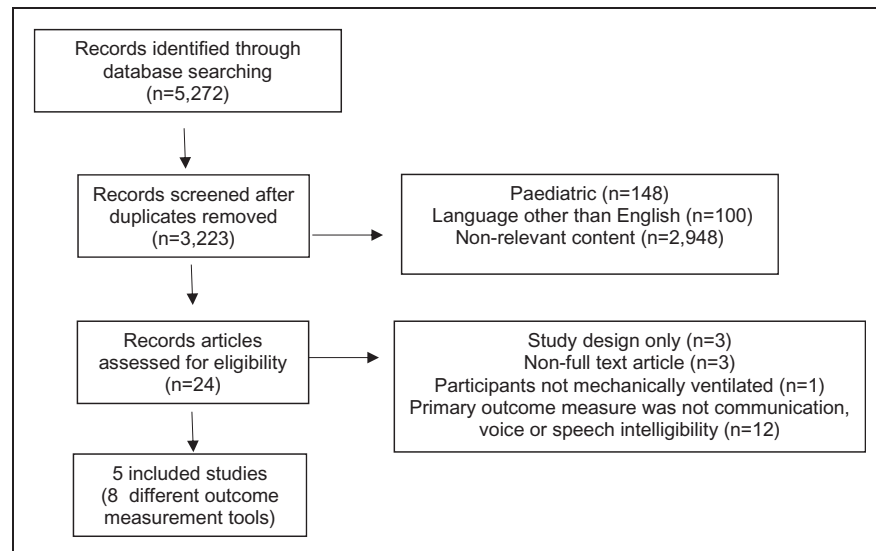 Records identified through
database searching
(n=5,272)
Records screened after
duplicates removed
(n=3,223)
Paediatric (n=148)
Language other than English (n=100)
Non-relevant content (n=2,948)
Records articles
assessed for eligibility
(n=24)
Study design only (n=3)
Non-full text article (n=3)
Participants not mechanically ventilated (n=1)
Primary outcome measure was not communication,
voice or speech intelligibility (n=12)
5 included studies
(8 different outcome
measurement tools)